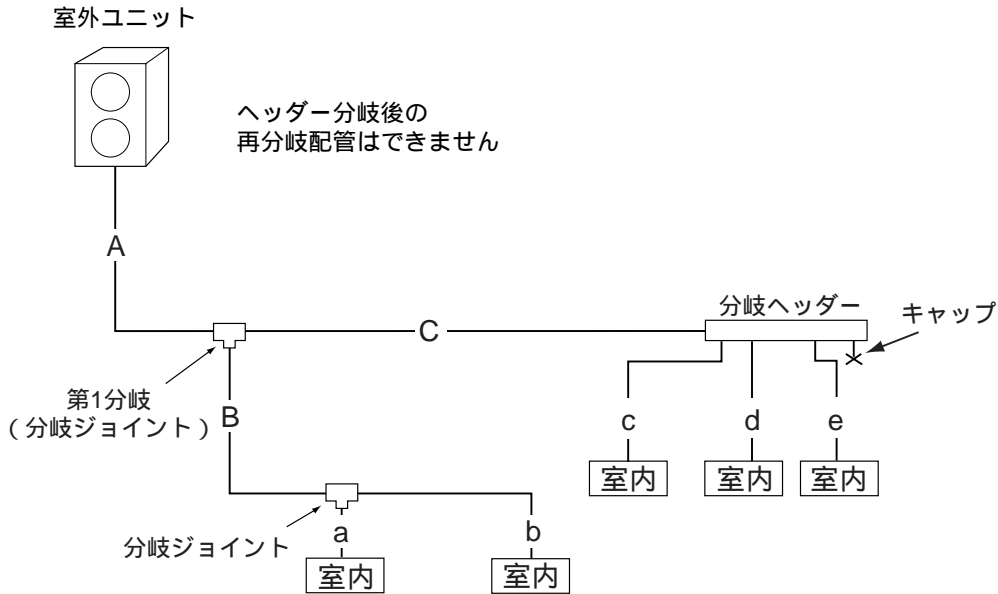 室外ユニット
ヘッダー分岐後の
再分岐配管はできません
A
分岐ヘッダー
キャップ
C
第1分岐
(分岐ジョイント)
B
c
d
e
室内
室内
室内
分岐ジョイント
a
b
室内
室内